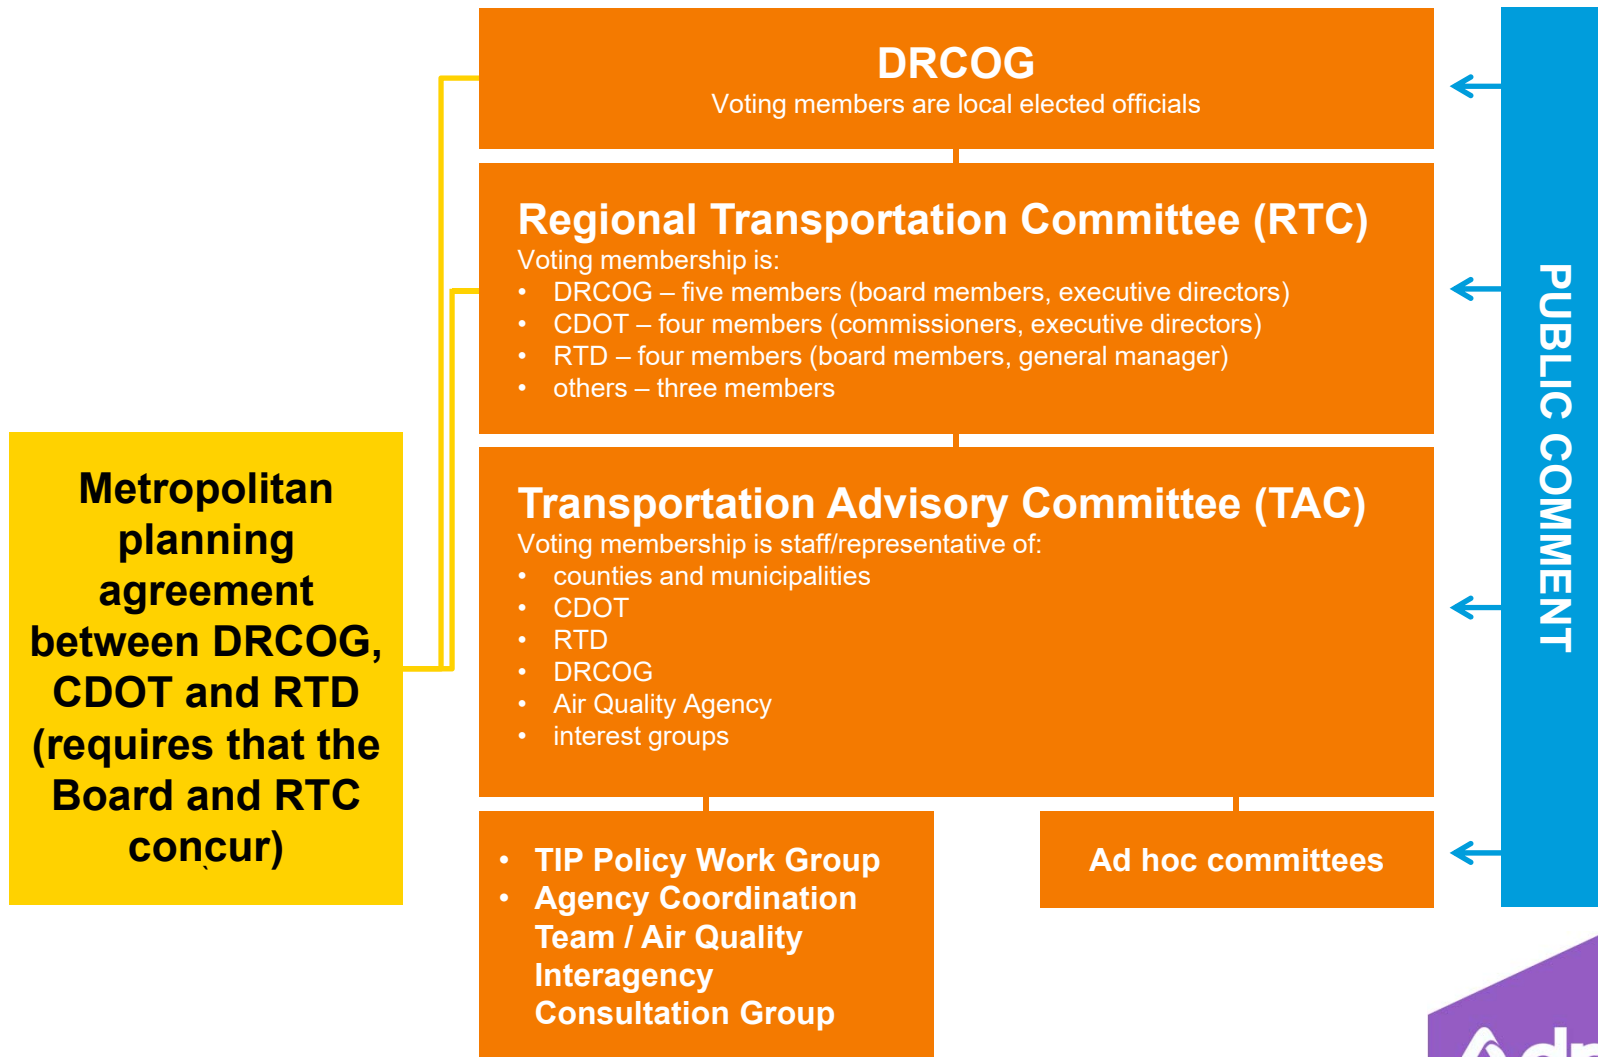 DRCOG
Voting members are local elected officials
Regional Transportation Committee (RTC)
Voting membership is:
• DRCOG – five members (board members, executive directors)
• CDOT – four members (commissioners, executive directors)
• RTD – four members (board members, general manager)
• others – three members
Transportation Advisory Committee (TAC)
Voting membership is staff/representative of:
• counties and municipalities
• CDOT
• RTD
• DRCOG
• Air Quality Agency
• interest groups
• TIP Policy Work Group
• Agency Coordination
Team / Air Quality
Interagency
Consultation Group
Ad hoc committees
Metropolitan
planning
agreement
between DRCOG,
CDOT and RTD
(requires that the
Board and RTC
concur)
PUBLIC COMMENT